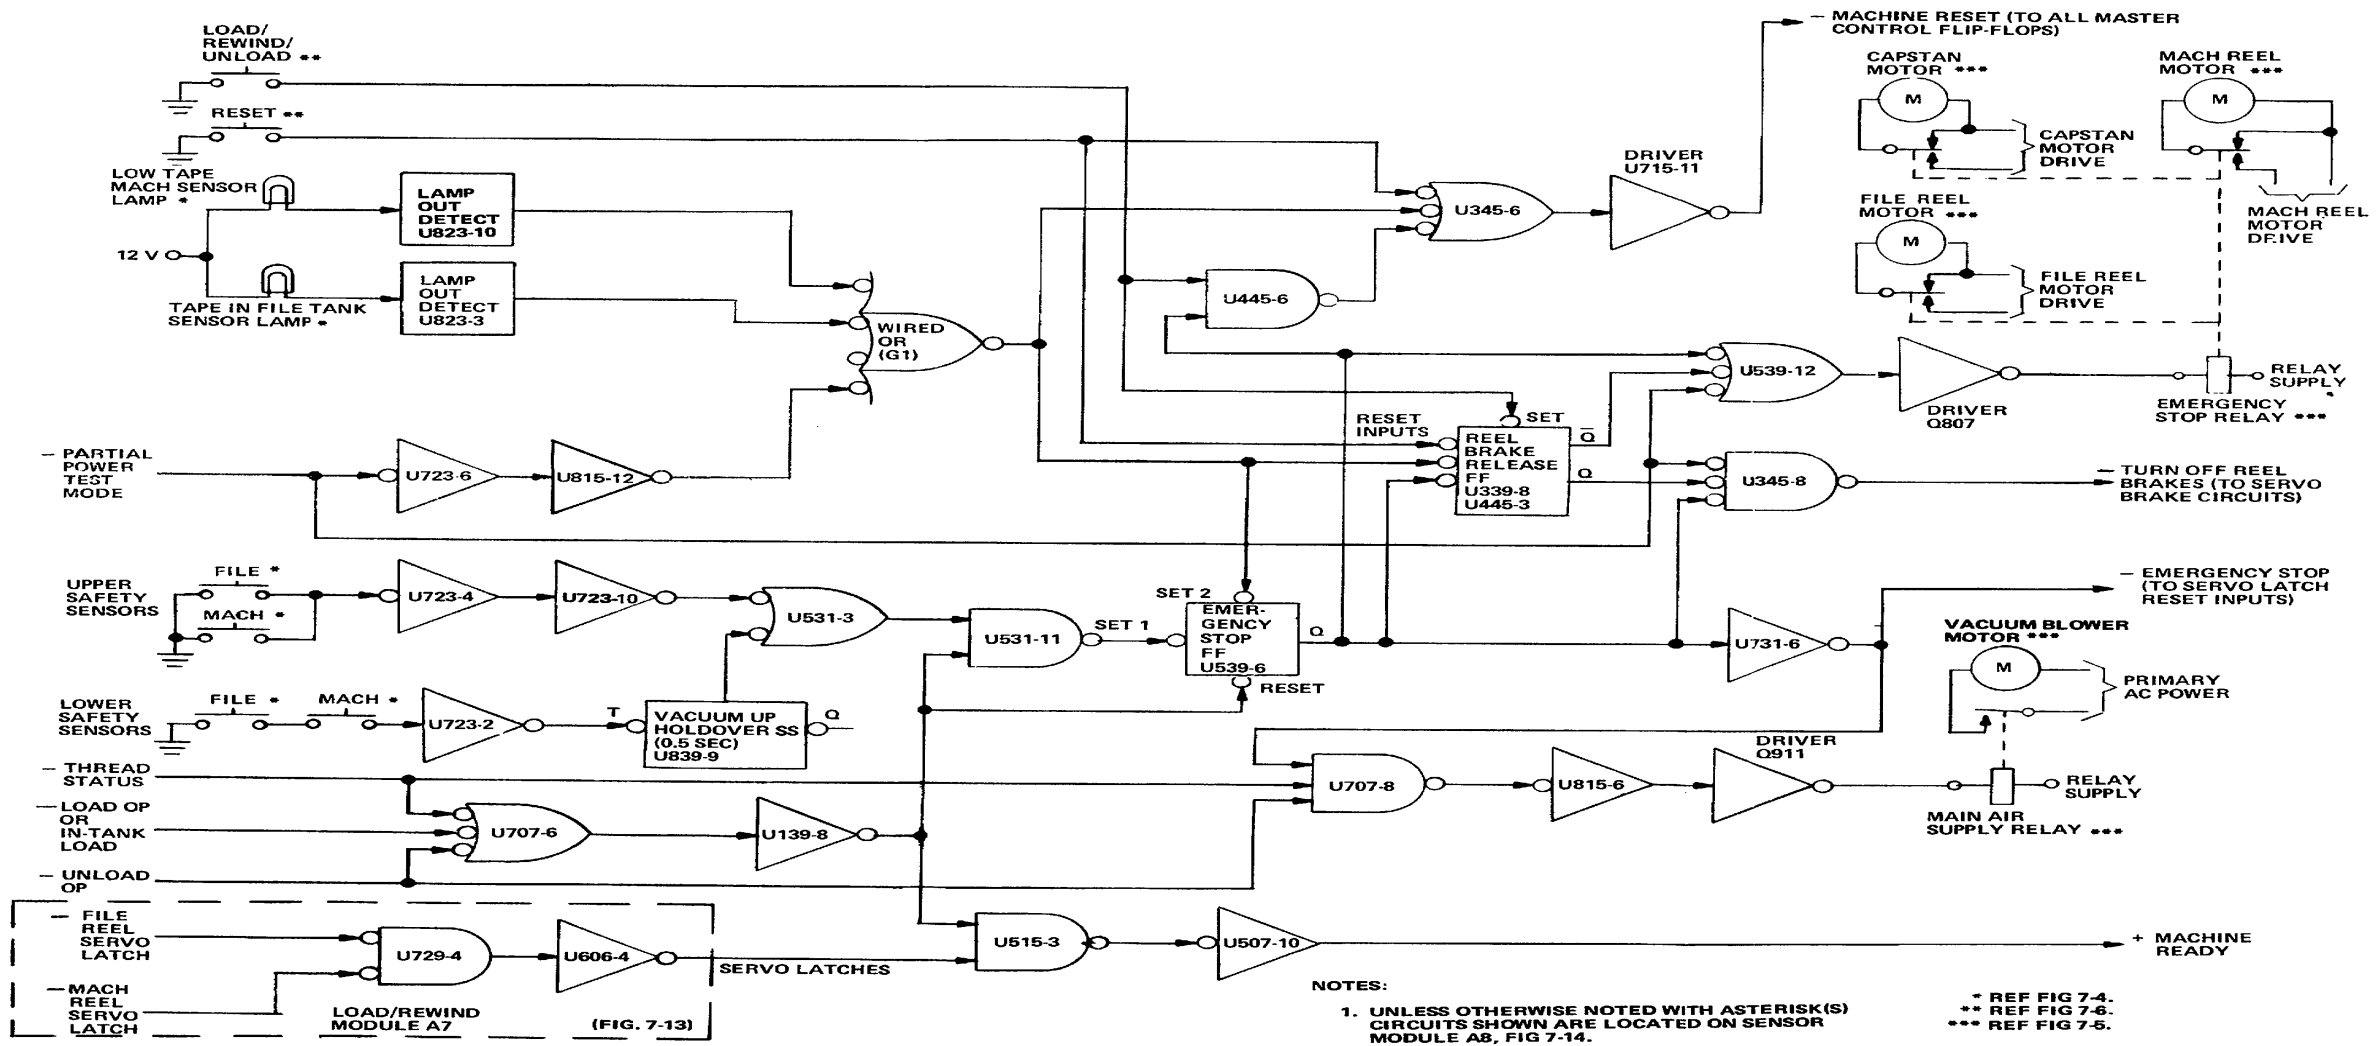 LOAD/
REWIND/
UNLOAD **
RESET **
LOW TAPE
MACH SENSOR
LAMP *
LAMP
OUT
DETECT
U823-10
12 V
LAMP
OUT
DETECT
U823-3
TAPE IN FILE TANK
SENSOR LAMP *
WIRED
OR
(G1)
— PARTIAL
POWER
TEST
MODE
U723-6
U815-12
UPPER
SAFETY
SENSORS
FILE *
MACH *
U723-4
U723-10
U531-3
U531-11
SET 1
SET 2
EMER-
GENCY
STOP
FF
U539-6
Q
RESET
LOWER
SAFETY
SENSORS
FILE *
MACH *
U723-2
T
VACUUM UP
HOLDOVER SS
(0.5 SEC)
U839-9
Q
— THREAD
STATUS
— LOAD OP
OR
IN-TANK
LOAD
— UNLOAD
OP
U707-6
U139-8
— FILE
REEL
SERVO
LATCH
— MACH
REEL
SERVO
LATCH
U729-4
U606-4
LOAD/REWIND
MODULE A7
(FIG. 7-13)
SERVO LATCHES
U515-3
U507-10
+ MACHINE
READY
— MACHINE RESET (TO ALL MASTER
CONTROL FLIP-FLOPS)
DRIVER
U715-11
U345-6
U445-6
CAPSTAN
MOTOR ***
M
CAPSTAN
MOTOR
DRIVE
MACH REEL
MOTOR ***
M
MACH REEL
MOTOR
DRIVE
FILE REEL
MOTOR ***
M
FILE REEL
MOTOR
DRIVE
U539-12
DRIVER
Q807
RELAY
SUPPLY
*
EMERGENCY
STOP RELAY ***
RESET
INPUTS
SET
REEL
BRAKE
RELEASE
FF
U339-8
U445-3
Q̅
Q
U345-8
— TURN OFF REEL
BRAKES (TO SERVO
BRAKE CIRCUITS)
— EMERGENCY STOP
(TO SERVO LATCH
RESET INPUTS)
U731-6
VACUUM BLOWER
MOTOR ***
M
PRIMARY
AC POWER
U707-8
U815-6
DRIVER
Q911
RELAY
SUPPLY
MAIN AIR
SUPPLY RELAY ***
NOTES:
1. UNLESS OTHERWISE NOTED WITH ASTERISK(S)
CIRCUITS SHOWN ARE LOCATED ON SENSOR
MODULE A8, FIG 7-14.
* REF FIG 7-4.
** REF FIG 7-6.
*** REF FIG 7-5.